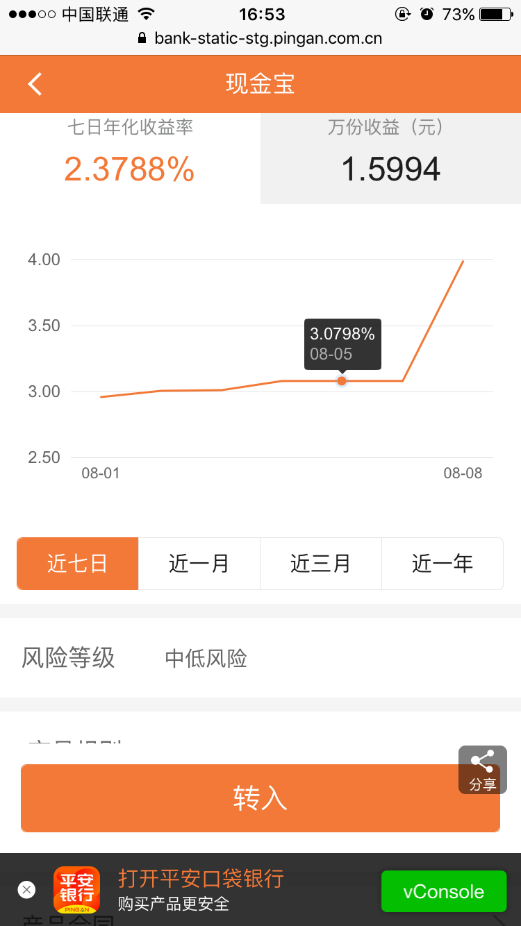 中国联通 16:53 73%
bank-static-stg.pingan.com.cn
现金宝
七日年化收益率 万份收益（元）
2.3788% 1.5994
4.00
3.50
3.0798%
08-05
3.00
2.50
08-01 08-08
近七日 近一月 近三月 近一年
风险等级 中低风险
分享
转入
平安
银行
PINGAN
打开平安口袋银行
购买产品更安全
vConsole